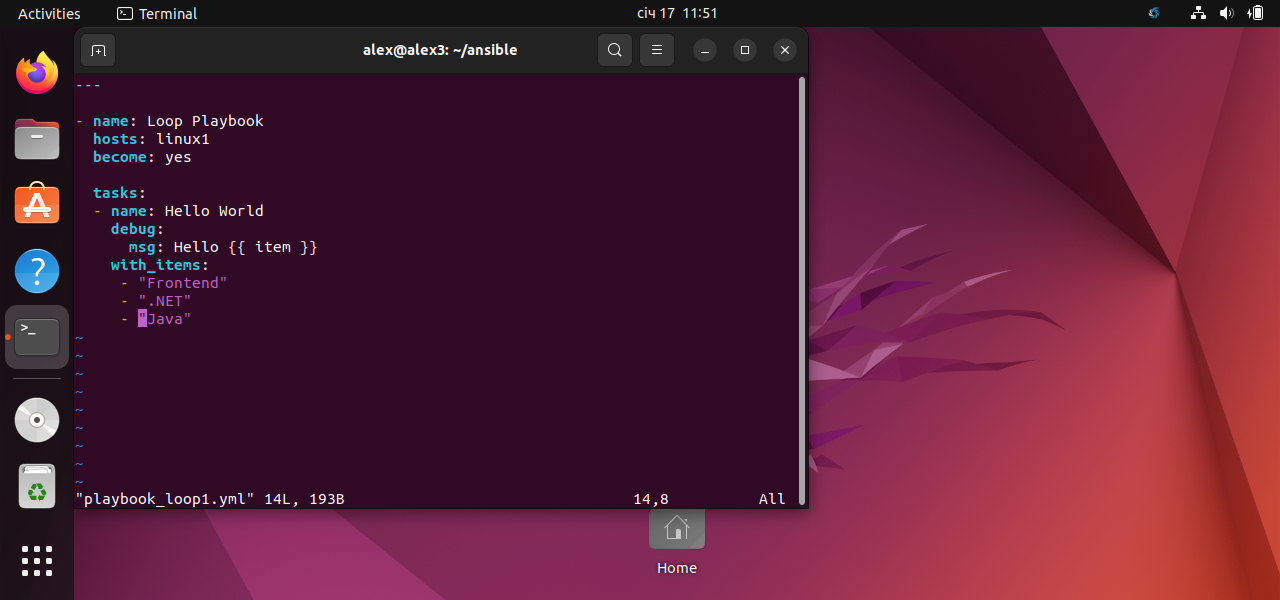 Activities
Terminal
січ 17 11:51
alex@alex3: ~/ansible
---
- name: Loop Playbook
  hosts: linux1
  become: yes
  tasks:
  - name: Hello World
    debug:
      msg: Hello {{ item }}
    with_items:
     - "Frontend"
     - ".NET"
     - "Java"
~
~
~
~
~
~
~
~
~
"playbook_loop1.yml" 14L, 193B 14,8 All
Home